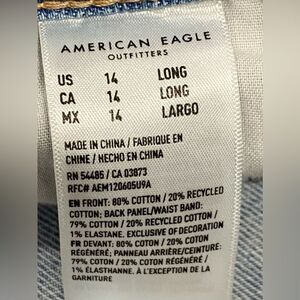 AMERICAN EAGLE
OUTFITTERS
US 14 LONG
CA 14 LONG
MX 14 LARGO
MADE IN CHINA / FABRIQUE EN
CHINE / HECHO EN CHINA
RN 54485 / CA 03873
RFC# AEM120605U9A
EN FRONT: 80% COTTON / 20% RECYCLED
COTTON; BACK PANEL/WAIST BAND:
79% COTTON / 20% RECYCLED COTTON /
1% ELASTANE. EXCLUSIVE OF DECORATION
FR DEVANT: 80% COTON / 20% COTON
RÉGÉNÉRÉ; PANNEAU ARRIÈRE/CEINTURE:
79% COTON / 20% COTON RÉGÉNÉRÉ /
1% ÉLASTHANNE. À L'EXCEPTION DE LA
GARNITURE